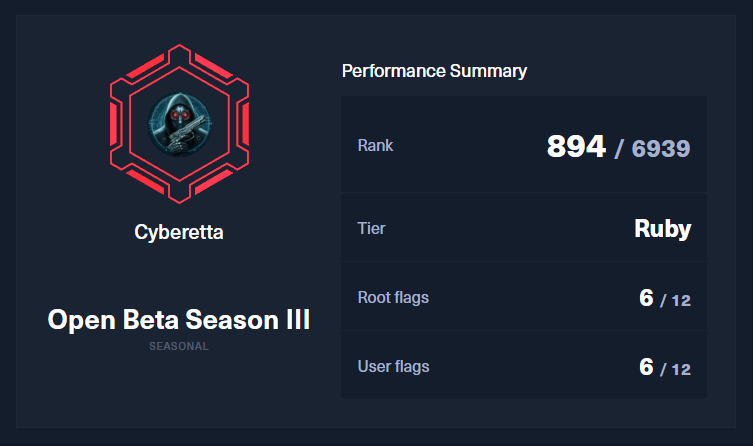 Cyberetta
Open Beta Season III
SEASONAL
Performance Summary
Rank 894 / 6939
Tier Ruby
Root flags 6 / 12
User flags 6 / 12